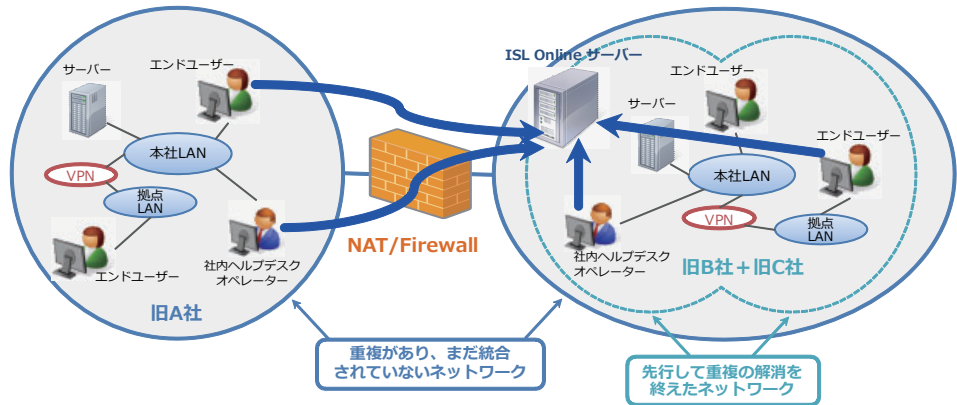 サーバー
エンドユーザー
本社LAN
VPN
拠点
LAN
エンドユーザー
社内ヘルプデスク
オペレーター
旧A社
NAT/Firewall
ISL Online サーバー
エンドユーザー
サーバー
エンドユーザー
本社LAN
VPN
拠点
LAN
社内ヘルプデスク
オペレーター
旧B社＋旧C社
重複があり、まだ統合
されていないネットワーク
先行して重複の解消を
終えたネットワーク